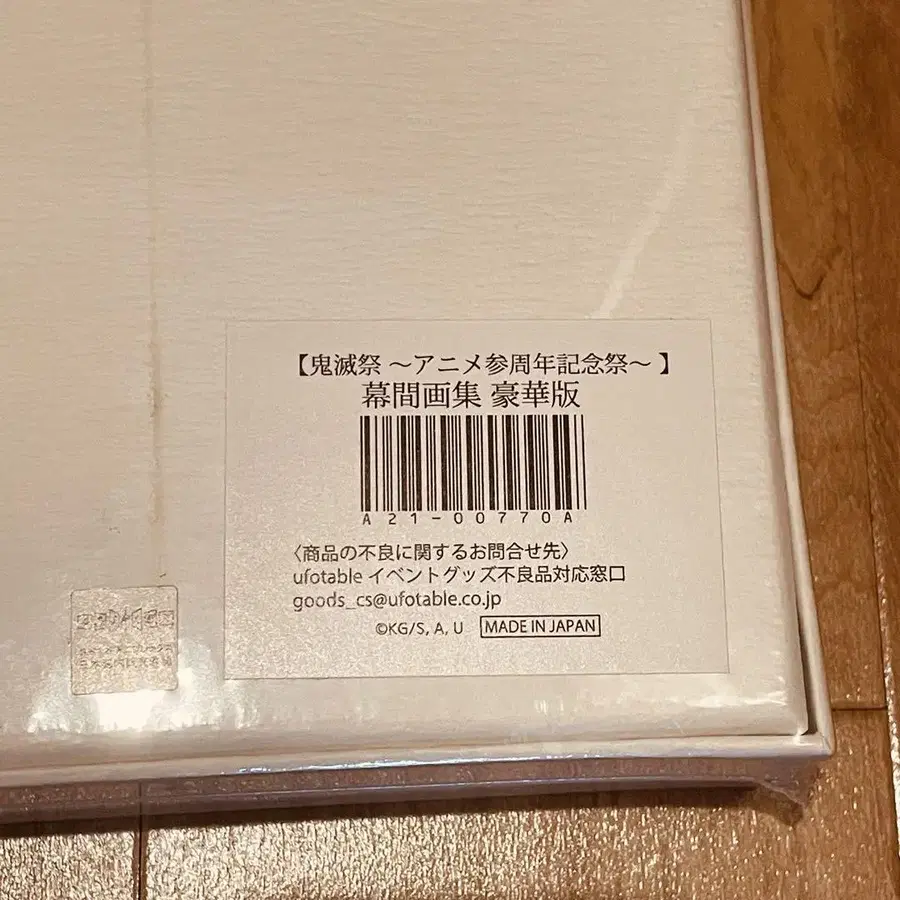 【鬼滅祭 ～アニメ参周年記念祭～ 】
幕間画集 豪華版
A21-00770A
〈商品の不良に関するお問合せ先〉
ufotable イベントグッズ不良品対応窓口
goods_cs@ufotable.co.jp
©KG/S, A, U MADE IN JAPAN